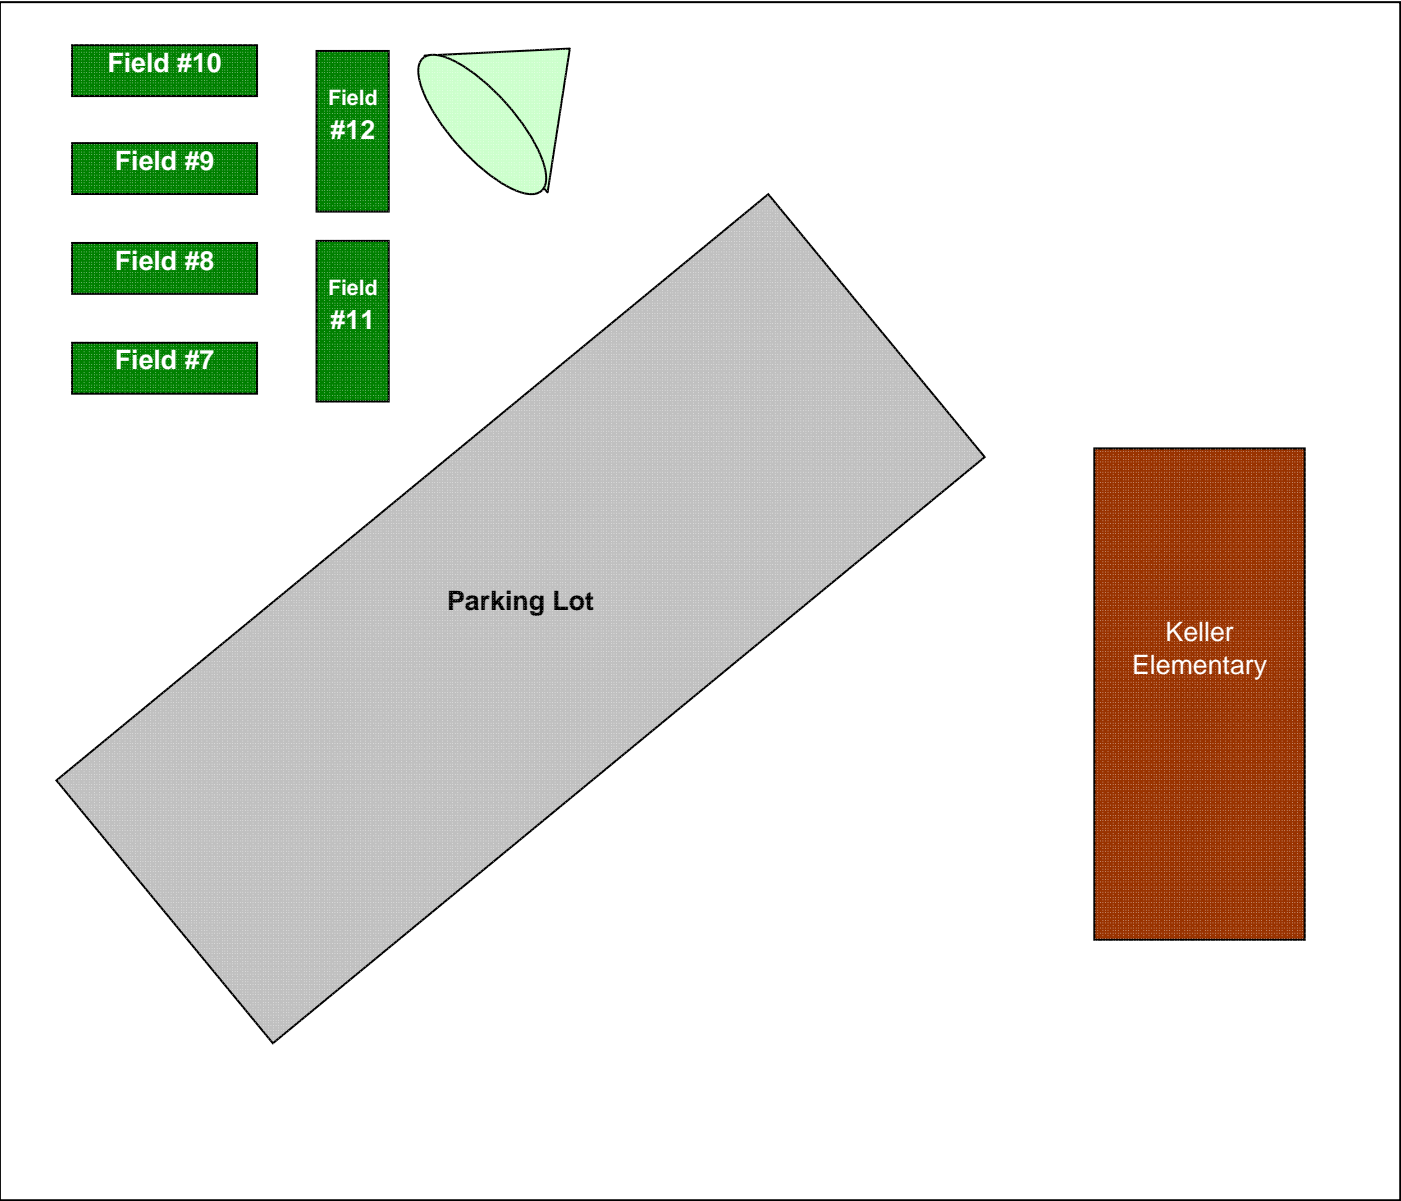 Field #10
Field
#12
Field #9
Field #8
Field
#11
Field #7
Parking Lot
Keller
Elementary